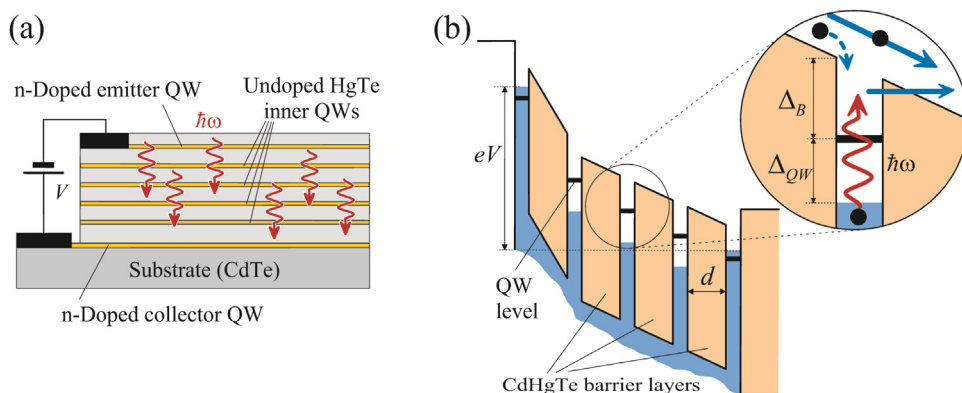 (a)
n-Doped emitter QW
Undoped HgTe
inner QWs
ħω
V
Substrate (CdTe)
n-Doped collector QW
(b)
eV
QW
level
d
CdHgTe barrier layers
Δ_B
Δ_QW
ħω